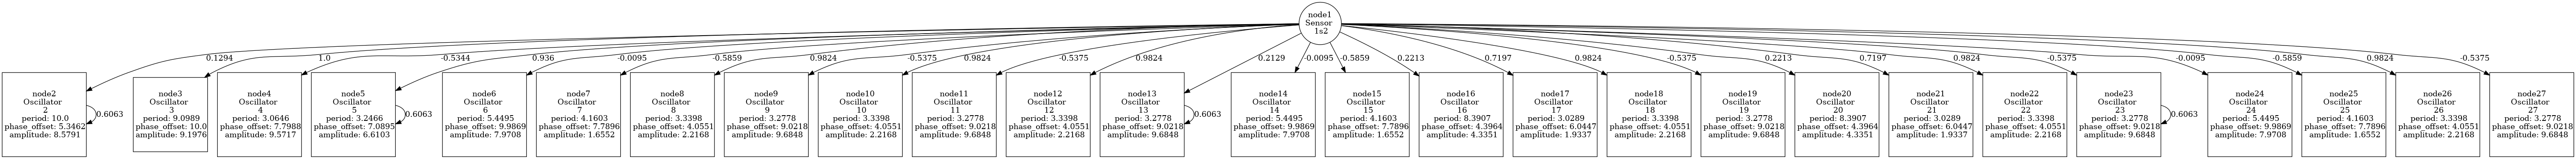 node1
Sensor
1s2
0.1294
1.0
-0.5344
0.936
-0.0095
-0.5859
0.9824
-0.5375
0.9824
-0.5375
0.9824
0.2129
-0.0095
-0.5859
0.2213
0.7197
0.9824
-0.5375
0.2213
0.7197
0.9824
-0.5375
-0.0095
-0.5859
0.9824
-0.5375
node2
Oscillator
2
period: 10.0
phase_offset: 5.3462
amplitude: 8.5791
0.6063
node3
Oscillator
3
period: 9.0989
phase_offset: 10.0
amplitude: 9.1976
node4
Oscillator
4
period: 3.0646
phase_offset: 7.7988
amplitude: 9.5717
node5
Oscillator
5
period: 3.2466
phase_offset: 7.0895
amplitude: 6.6103
0.6063
node6
Oscillator
6
period: 5.4495
phase_offset: 9.9869
amplitude: 7.9708
node7
Oscillator
7
period: 4.1603
phase_offset: 7.7896
amplitude: 1.6552
node8
Oscillator
8
period: 3.3398
phase_offset: 4.0551
amplitude: 2.2168
node9
Oscillator
9
period: 3.2778
phase_offset: 9.0218
amplitude: 9.6848
node10
Oscillator
10
period: 3.3398
phase_offset: 4.0551
amplitude: 2.2168
node11
Oscillator
11
period: 3.2778
phase_offset: 9.0218
amplitude: 9.6848
node12
Oscillator
12
period: 3.3398
phase_offset: 4.0551
amplitude: 2.2168
node13
Oscillator
13
period: 3.2778
phase_offset: 9.0218
amplitude: 9.6848
0.6063
node14
Oscillator
14
period: 5.4495
phase_offset: 9.9869
amplitude: 7.9708
node15
Oscillator
15
period: 4.1603
phase_offset: 7.7896
amplitude: 1.6552
node16
Oscillator
16
period: 8.3907
phase_offset: 4.3964
amplitude: 4.3351
node17
Oscillator
17
period: 3.0289
phase_offset: 6.0447
amplitude: 1.9337
node18
Oscillator
18
period: 3.3398
phase_offset: 4.0551
amplitude: 2.2168
node19
Oscillator
19
period: 3.2778
phase_offset: 9.0218
amplitude: 9.6848
node20
Oscillator
20
period: 8.3907
phase_offset: 4.3964
amplitude: 4.3351
node21
Oscillator
21
period: 3.0289
phase_offset: 6.0447
amplitude: 1.9337
node22
Oscillator
22
period: 3.3398
phase_offset: 4.0551
amplitude: 2.2168
node23
Oscillator
23
period: 3.2778
phase_offset: 9.0218
amplitude: 9.6848
0.6063
node24
Oscillator
24
period: 5.4495
phase_offset: 9.9869
amplitude: 7.9708
node25
Oscillator
25
period: 4.1603
phase_offset: 7.7896
amplitude: 1.6552
node26
Oscillator
26
period: 3.3398
phase_offset: 4.0551
amplitude: 2.2168
node27
Oscillator
27
period: 3.2778
phase_offset: 9.0218
amplitude: 9.6848